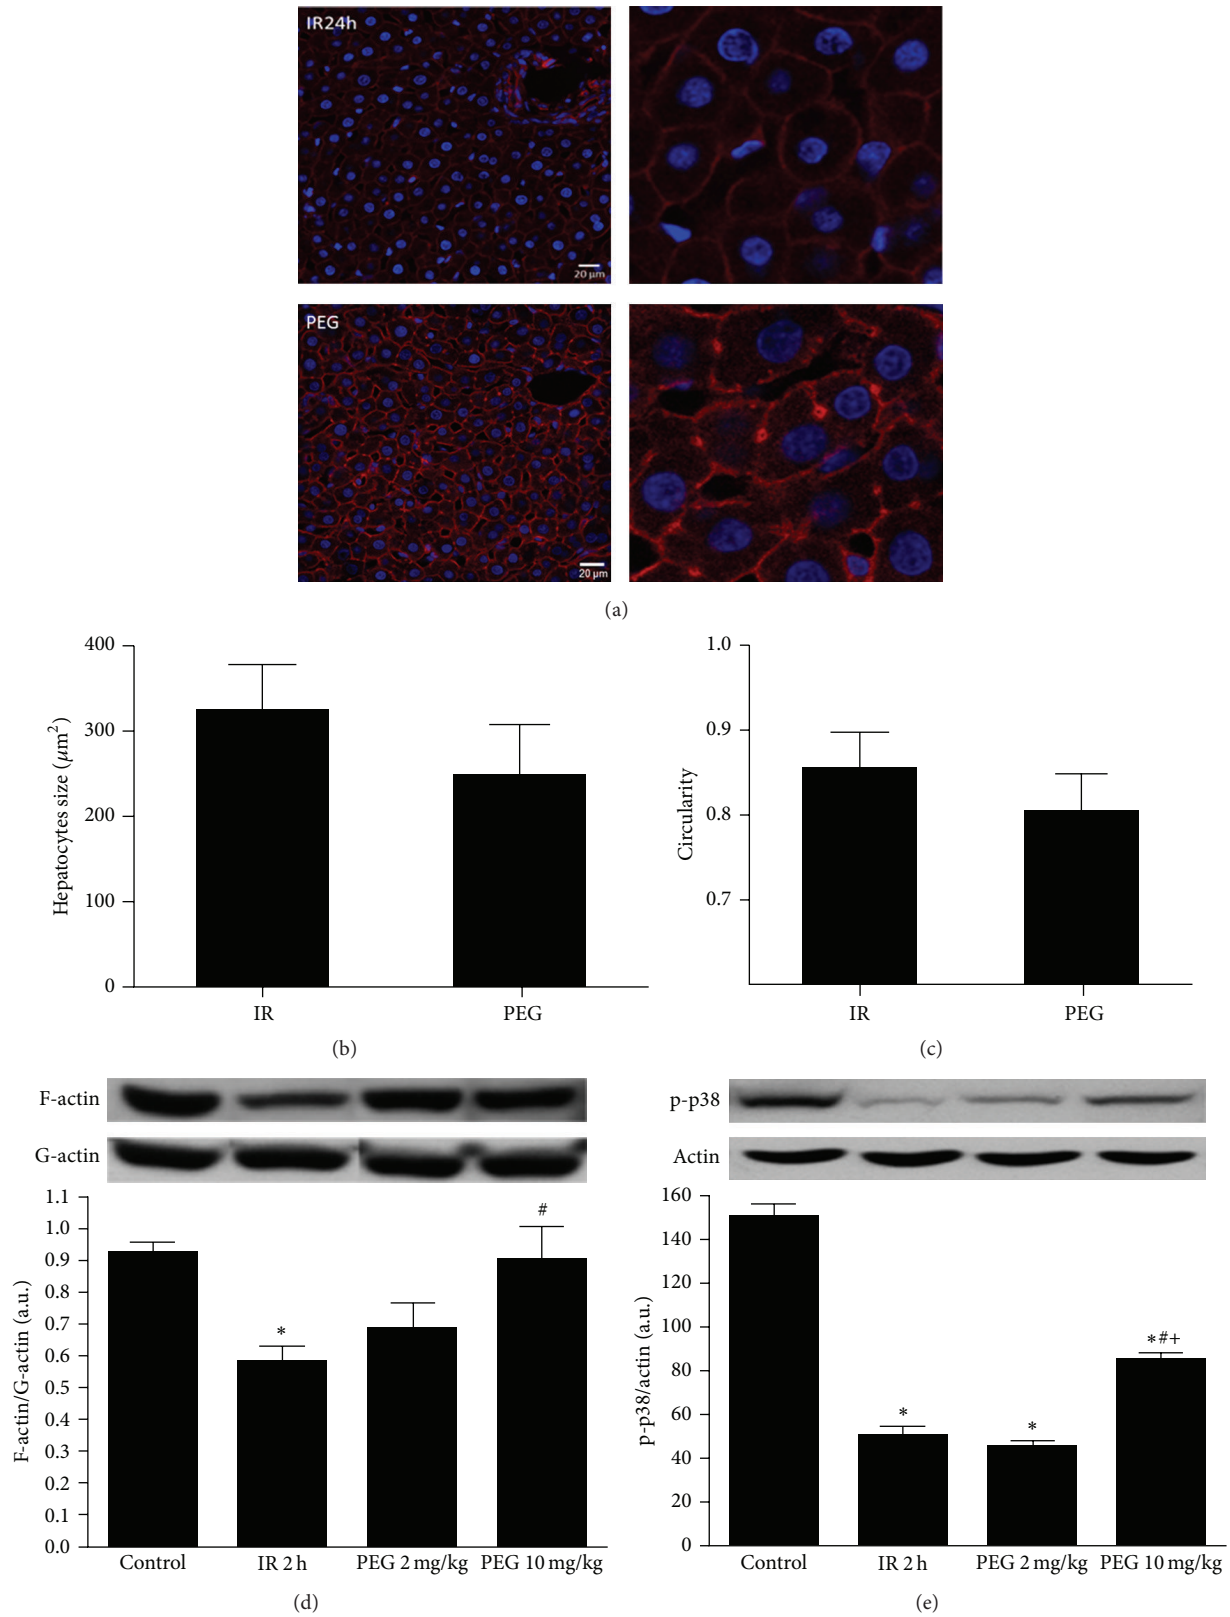 IR24h
20 µm
PEG
20 µm
(a)
400
300
200
100
0
Hepatocytes size (µm²)
IR
PEG
(b)
1.0
0.9
0.8
0.7
Circularity
IR
PEG
(c)
F-actin
G-actin
1.1
1.0
0.9
0.8
0.7
0.6
0.5
0.4
0.3
0.2
0.1
0.0
F-actin/G-actin (a.u.)
*
#
Control
IR 2 h
PEG 2 mg/kg
PEG 10 mg/kg
(d)
p-p38
Actin
160
140
120
100
80
60
40
20
0
p-p38/actin (a.u.)
*
*
*#+
Control
IR 2 h
PEG 2 mg/kg
PEG 10 mg/kg
(e)